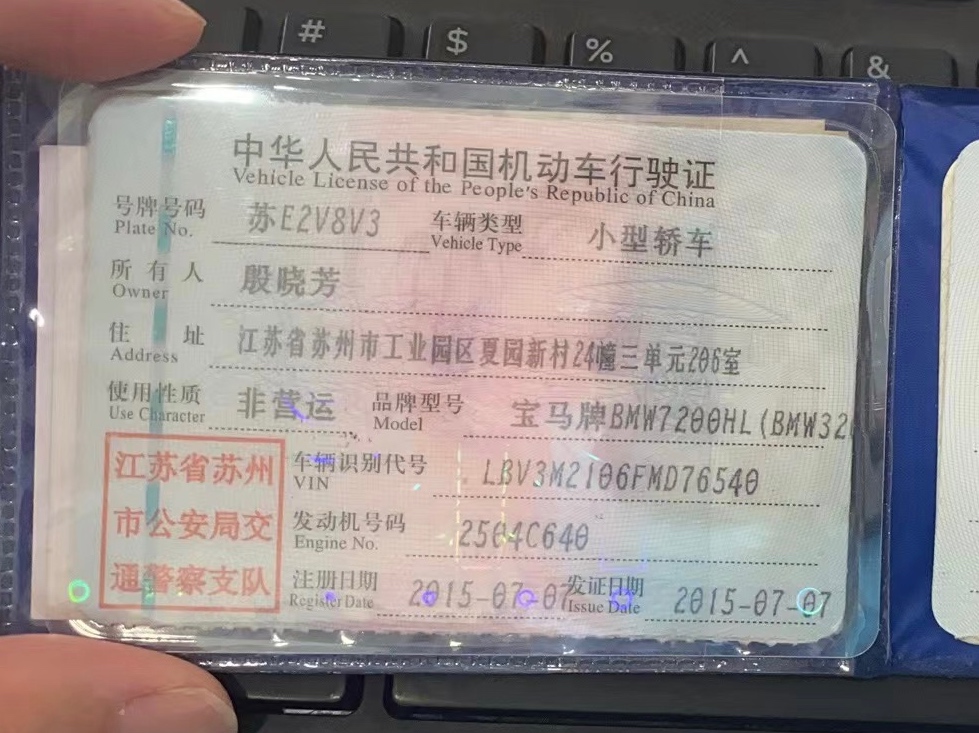 # $ % ^ &
中华人民共和国机动车行驶证
Vehicle License of the People's Republic of China
号牌号码 苏E2V8V3 车辆类型 小型轿车
Plate No. Vehicle Type
所有人 殷晓芳
Owner
住址 江苏省苏州市工业园区夏园新村24幢三单元206室
Address
使用性质 非营运 品牌型号 宝马牌BMW7200HL(BMW320
Use Character Model
江苏省苏州
市公安局交
通警察支队
车辆识别代号 LBV3M2106FMD76540
VIN
发动机号码 2504C640
Engine No.
注册日期 2015-07-07 发证日期 2015-07-07
Register Date Issue Date